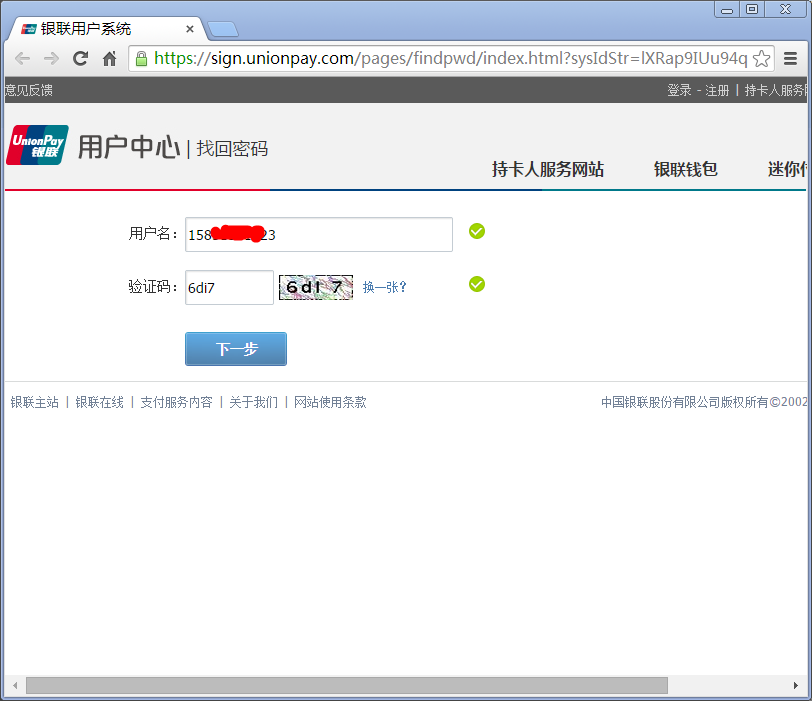 银联用户系统
https://sign.unionpay.com/pages/findpwd/index.html?sysIdStr=lXRap9IUu94q
意见反馈 登录 - 注册 | 持卡人服务网
UnionPay 银联 用户中心 | 找回密码
持卡人服务网站 银联钱包 迷你付
用户名: 158 23
验证码: 6di7 6dI7 换一张?
下一步
银联主站 | 银联在线 | 支付服务内容 | 关于我们 | 网站使用条款 中国银联股份有限公司版权所有©2002